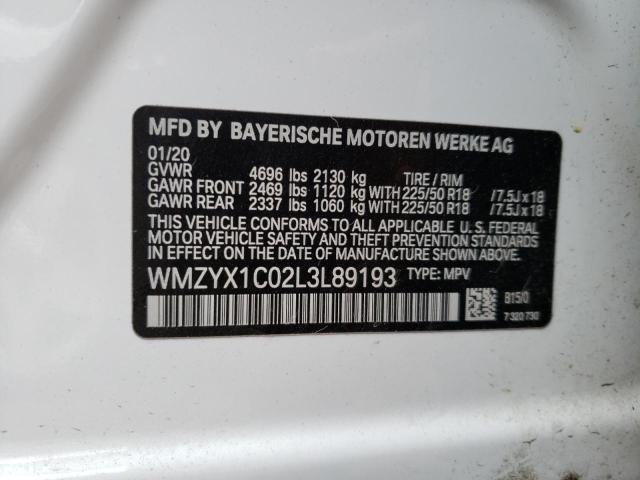 MFD BY BAYERISCHE MOTOREN WERKE AG
01/20
GVWR 4696 lbs 2130 kg TIRE / RIM
GAWR FRONT 2469 lbs 1120 kg WITH 225/50 R18 /7.5J x 18
GAWR REAR 2337 lbs 1060 kg WITH 225/50 R18 /7.5J x 18
THIS VEHICLE CONFORMS TO ALL APPLICABLE U. S. FEDERAL
MOTOR VEHICLE SAFETY AND THEFT PREVENTION STANDARDS
IN EFFECT ON THE DATE OF MANUFACTURE SHOWN ABOVE.
WMZYX1C02L3L89193 TYPE: MPV
B15/0
7 320 730